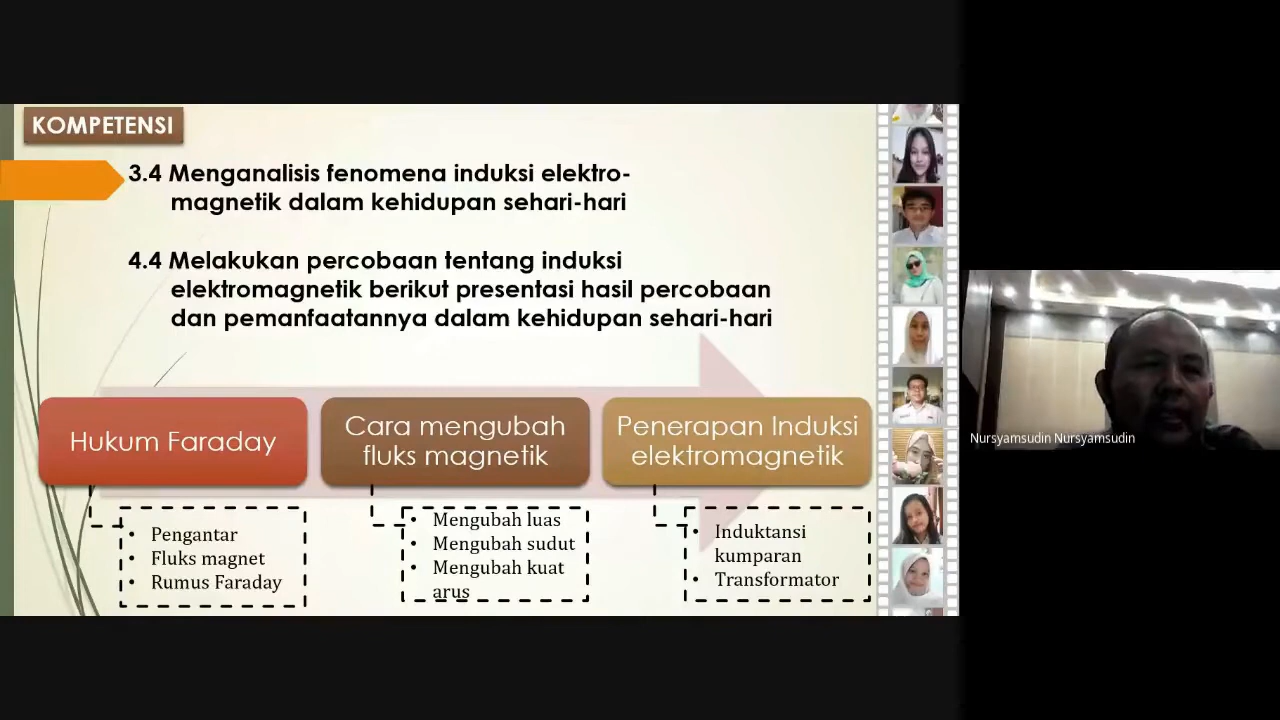 KOMPETENSI
3.4 Menganalisis fenomena induksi elektro-
magnetik dalam kehidupan sehari-hari
4.4 Melakukan percobaan tentang induksi
elektromagnetik berikut presentasi hasil percobaan
dan pemanfaatannya dalam kehidupan sehari-hari
Hukum Faraday
• Pengantar
• Fluks magnet
• Rumus Faraday
Cara mengubah
fluks magnetik
• Mengubah luas
• Mengubah sudut
• Mengubah kuat
arus
Penerapan Induksi
elektromagnetik
• Induktansi
kumparan
• Transformator
Nursyamsudin Nursyamsudin